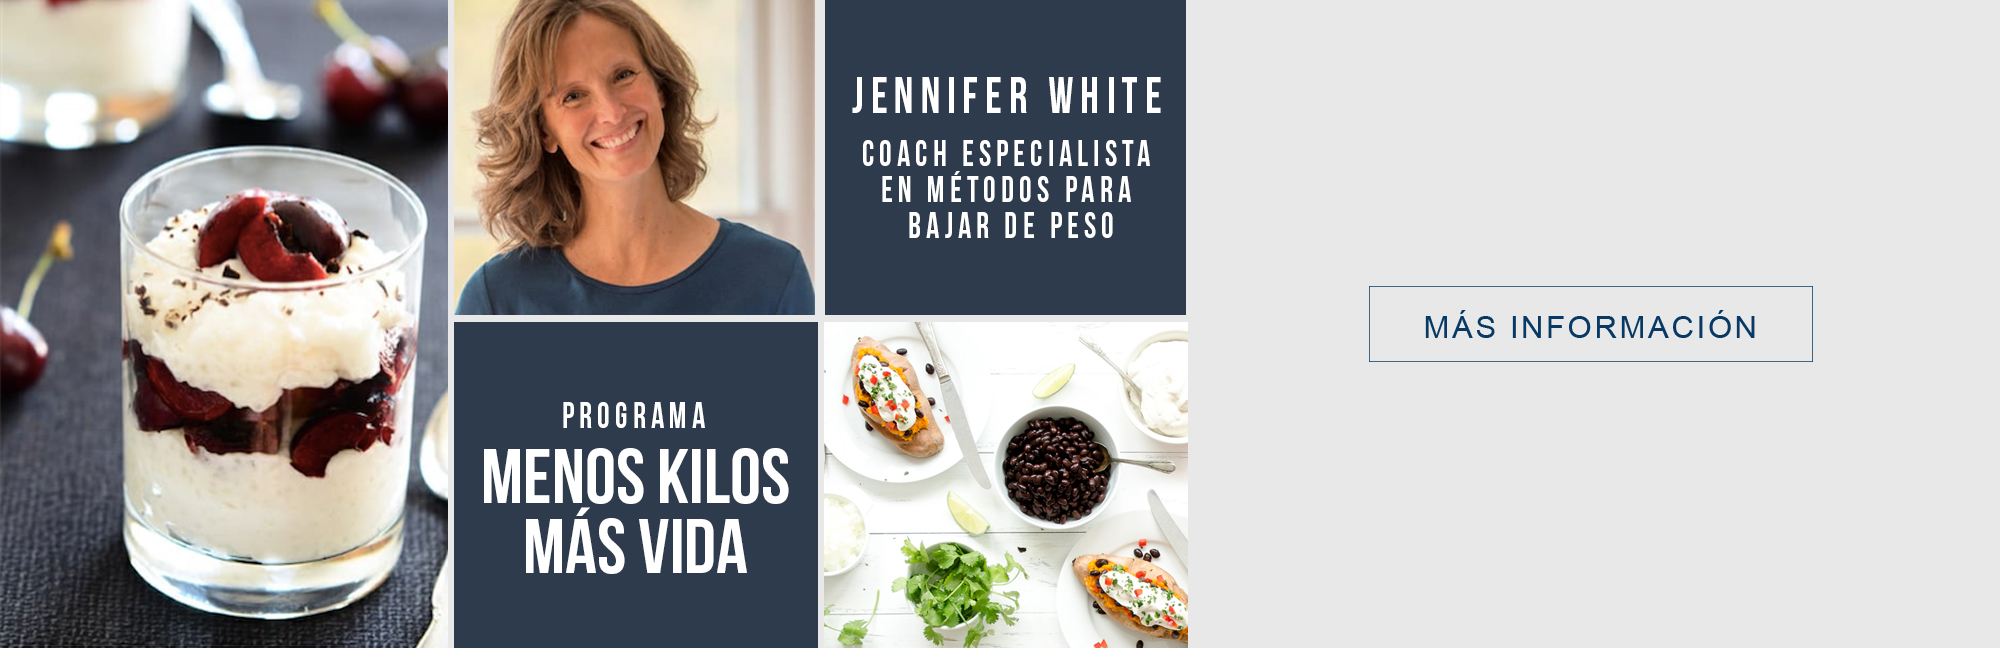 JENNIFER WHITE
COACH ESPECIALISTA
EN MÉTODOS PARA
BAJAR DE PESO
PROGRAMA
MENOS KILOS
MÁS VIDA
MÁS INFORMACIÓN